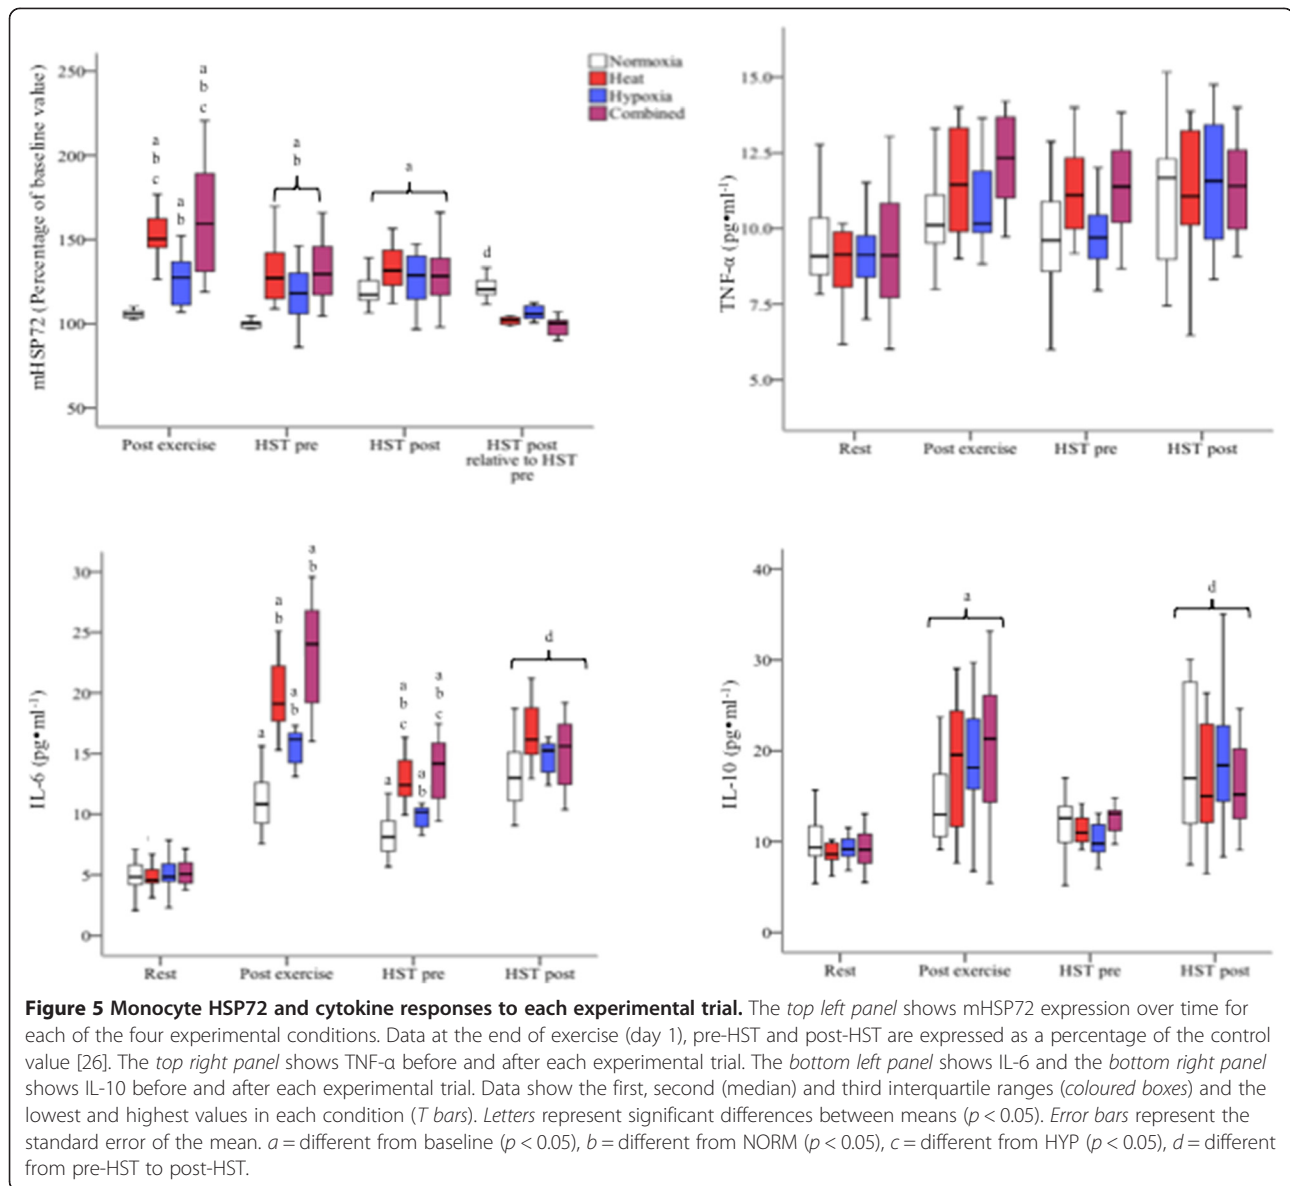 250
200
150
100
50
mHSP72 (Percentage of baseline value)
a
b
c
a
b
a
b
c
a
b
a
d
Normoxia
Heat
Hypoxia
Combined
Post exercise
HST pre
HST post
HST post
relative to HST
pre
15.0
12.5
10.0
7.5
5.0
TNF-α (pg•ml⁻¹)
Rest
Post exercise
HST pre
HST post
30
25
20
15
10
5
0
IL-6 (pg•ml⁻¹)
a
a
b
a
b
a
b
a
a
b
c
a
b
a
b
c
d
Rest
Post exercise
HST pre
HST post
40
30
20
10
0
IL-10 (pg•ml⁻¹)
a
d
Rest
Post exercise
HST pre
HST post
Figure 5 Monocyte HSP72 and cytokine responses to each experimental trial. The top left panel shows mHSP72 expression over time for
each of the four experimental conditions. Data at the end of exercise (day 1), pre-HST and post-HST are expressed as a percentage of the control
value [26]. The top right panel shows TNF-α before and after each experimental trial. The bottom left panel shows IL-6 and the bottom right panel
shows IL-10 before and after each experimental trial. Data show the first, second (median) and third interquartile ranges (coloured boxes) and the
lowest and highest values in each condition (T bars). Letters represent significant differences between means (p < 0.05). Error bars represent the
standard error of the mean. a = different from baseline (p < 0.05), b = different from NORM (p < 0.05), c = different from HYP (p < 0.05), d = different
from pre-HST to post-HST.